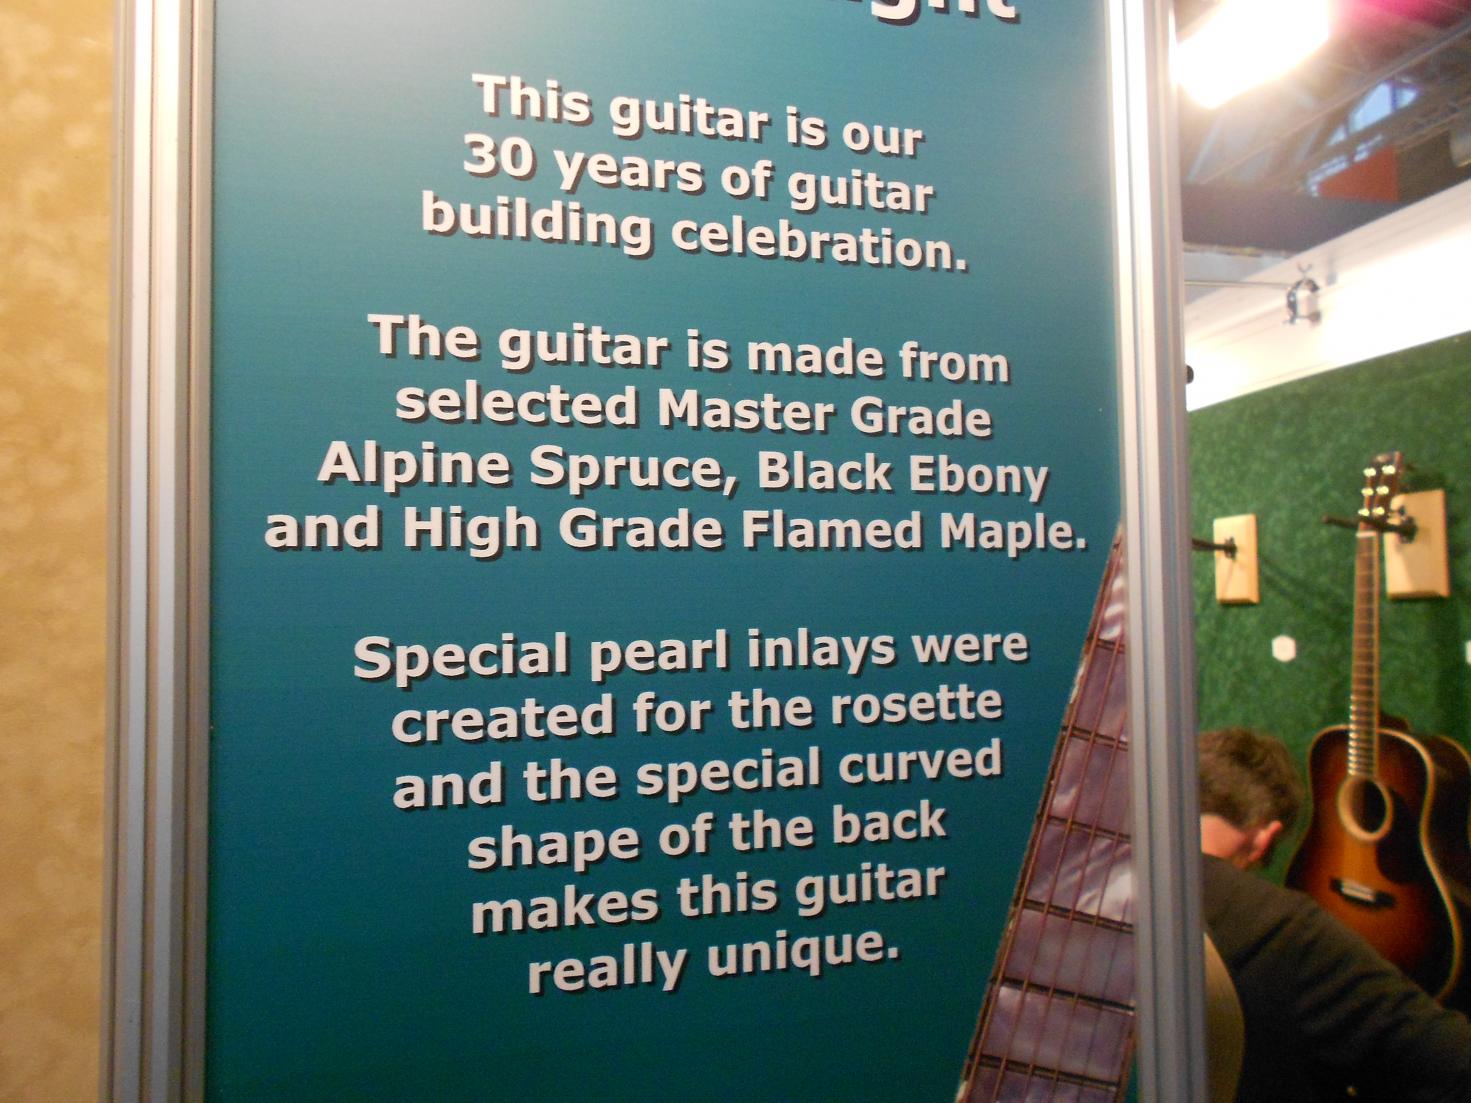 This guitar is our
30 years of guitar
building celebration.
The guitar is made from
selected Master Grade
Alpine Spruce, Black Ebony
and High Grade Flamed Maple.
Special pearl inlays were
created for the rosette
and the special curved
shape of the back
makes this guitar
really unique.